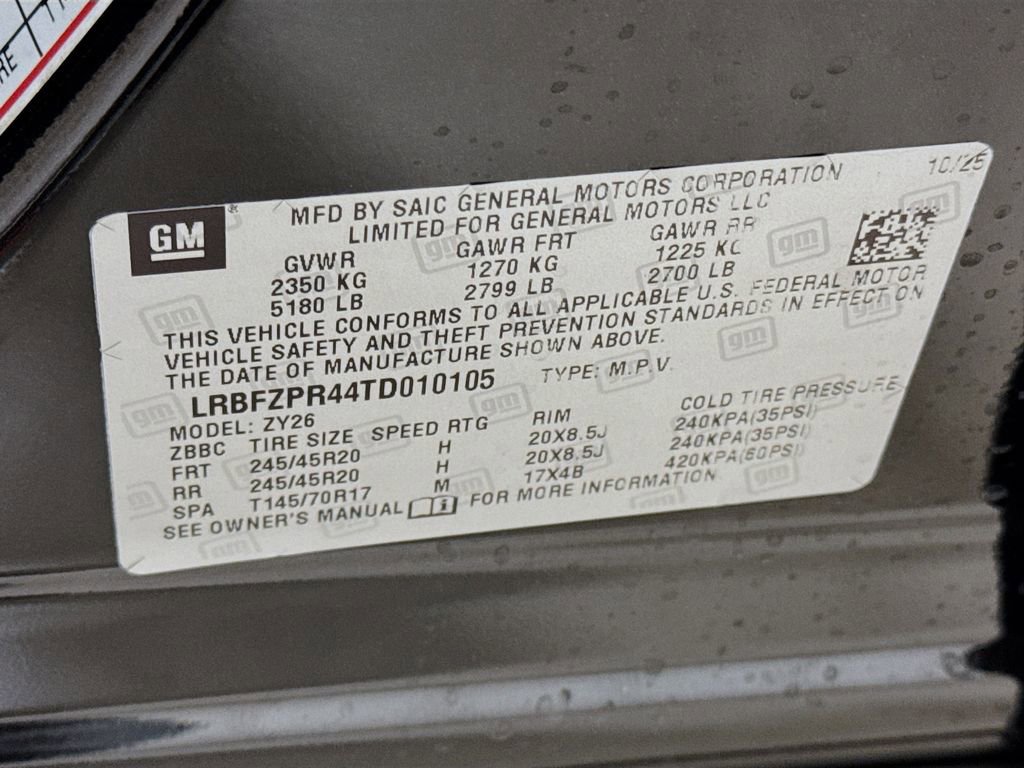 RE
GM
MFD BY SAIC GENERAL MOTORS CORPORATION
LIMITED FOR GENERAL MOTORS LLC
10/25
GVWR GAWR FRT GAWR RR
2350 KG 1270 KG 1225 KG
5180 LB 2799 LB 2700 LB
THIS VEHICLE CONFORMS TO ALL APPLICABLE U.S. FEDERAL MOTOR
VEHICLE SAFETY AND THEFT PREVENTION STANDARDS IN EFFECT ON
THE DATE OF MANUFACTURE SHOWN ABOVE.
LRBFZPR44TD010105 TYPE: M.P.V.
MODEL: ZY26
ZBBC TIRE SIZE SPEED RTG RIM COLD TIRE PRESSURE
FRT 245/45R20 H 20X8.5J 240KPA(35PSI)
RR 245/45R20 H 20X8.5J 240KPA(35PSI)
SPA T145/70R17 M 17X4B 420KPA(60PSI)
SEE OWNER'S MANUAL FOR MORE INFORMATION